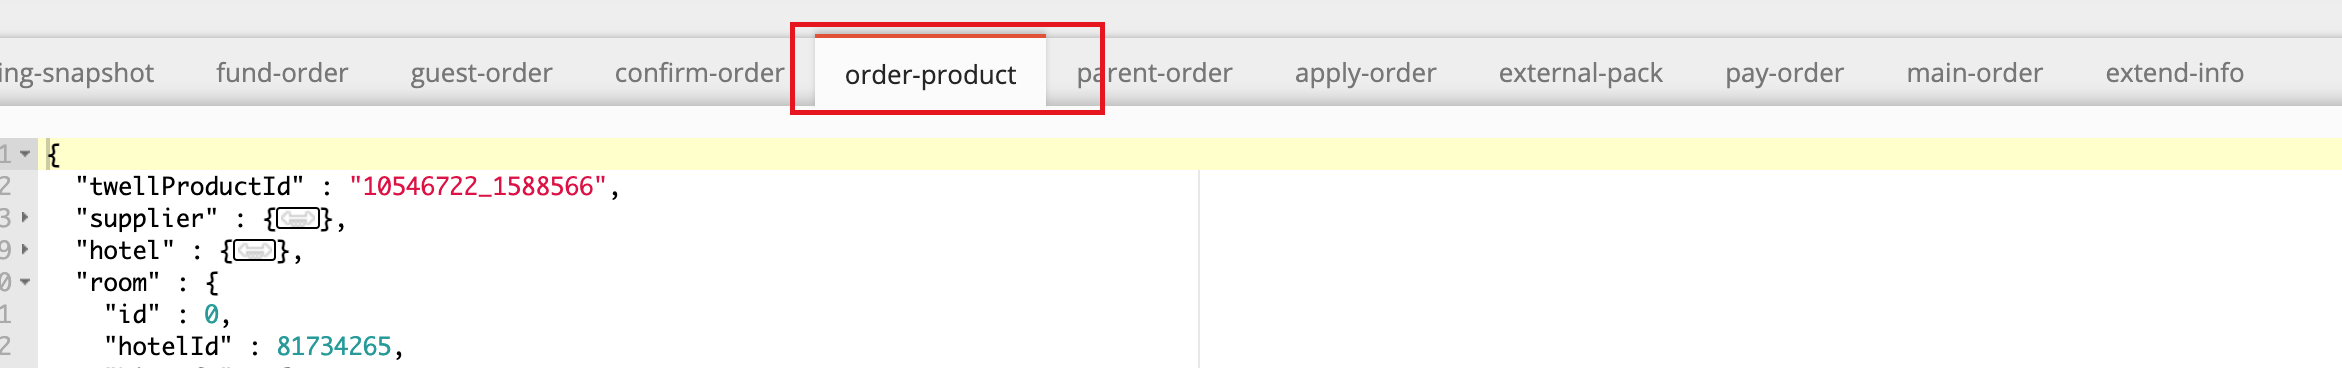 ing-snapshot fund-order guest-order confirm-order order-product parent-order apply-order external-pack pay-order main-order extend-info
1 {
2 "twellProductId" : "10546722_1588566",
3 "supplier" : {},
9 "hotel" : {},
0 "room" : {
1 "id" : 0,
2 "hotelId" : 81734265,